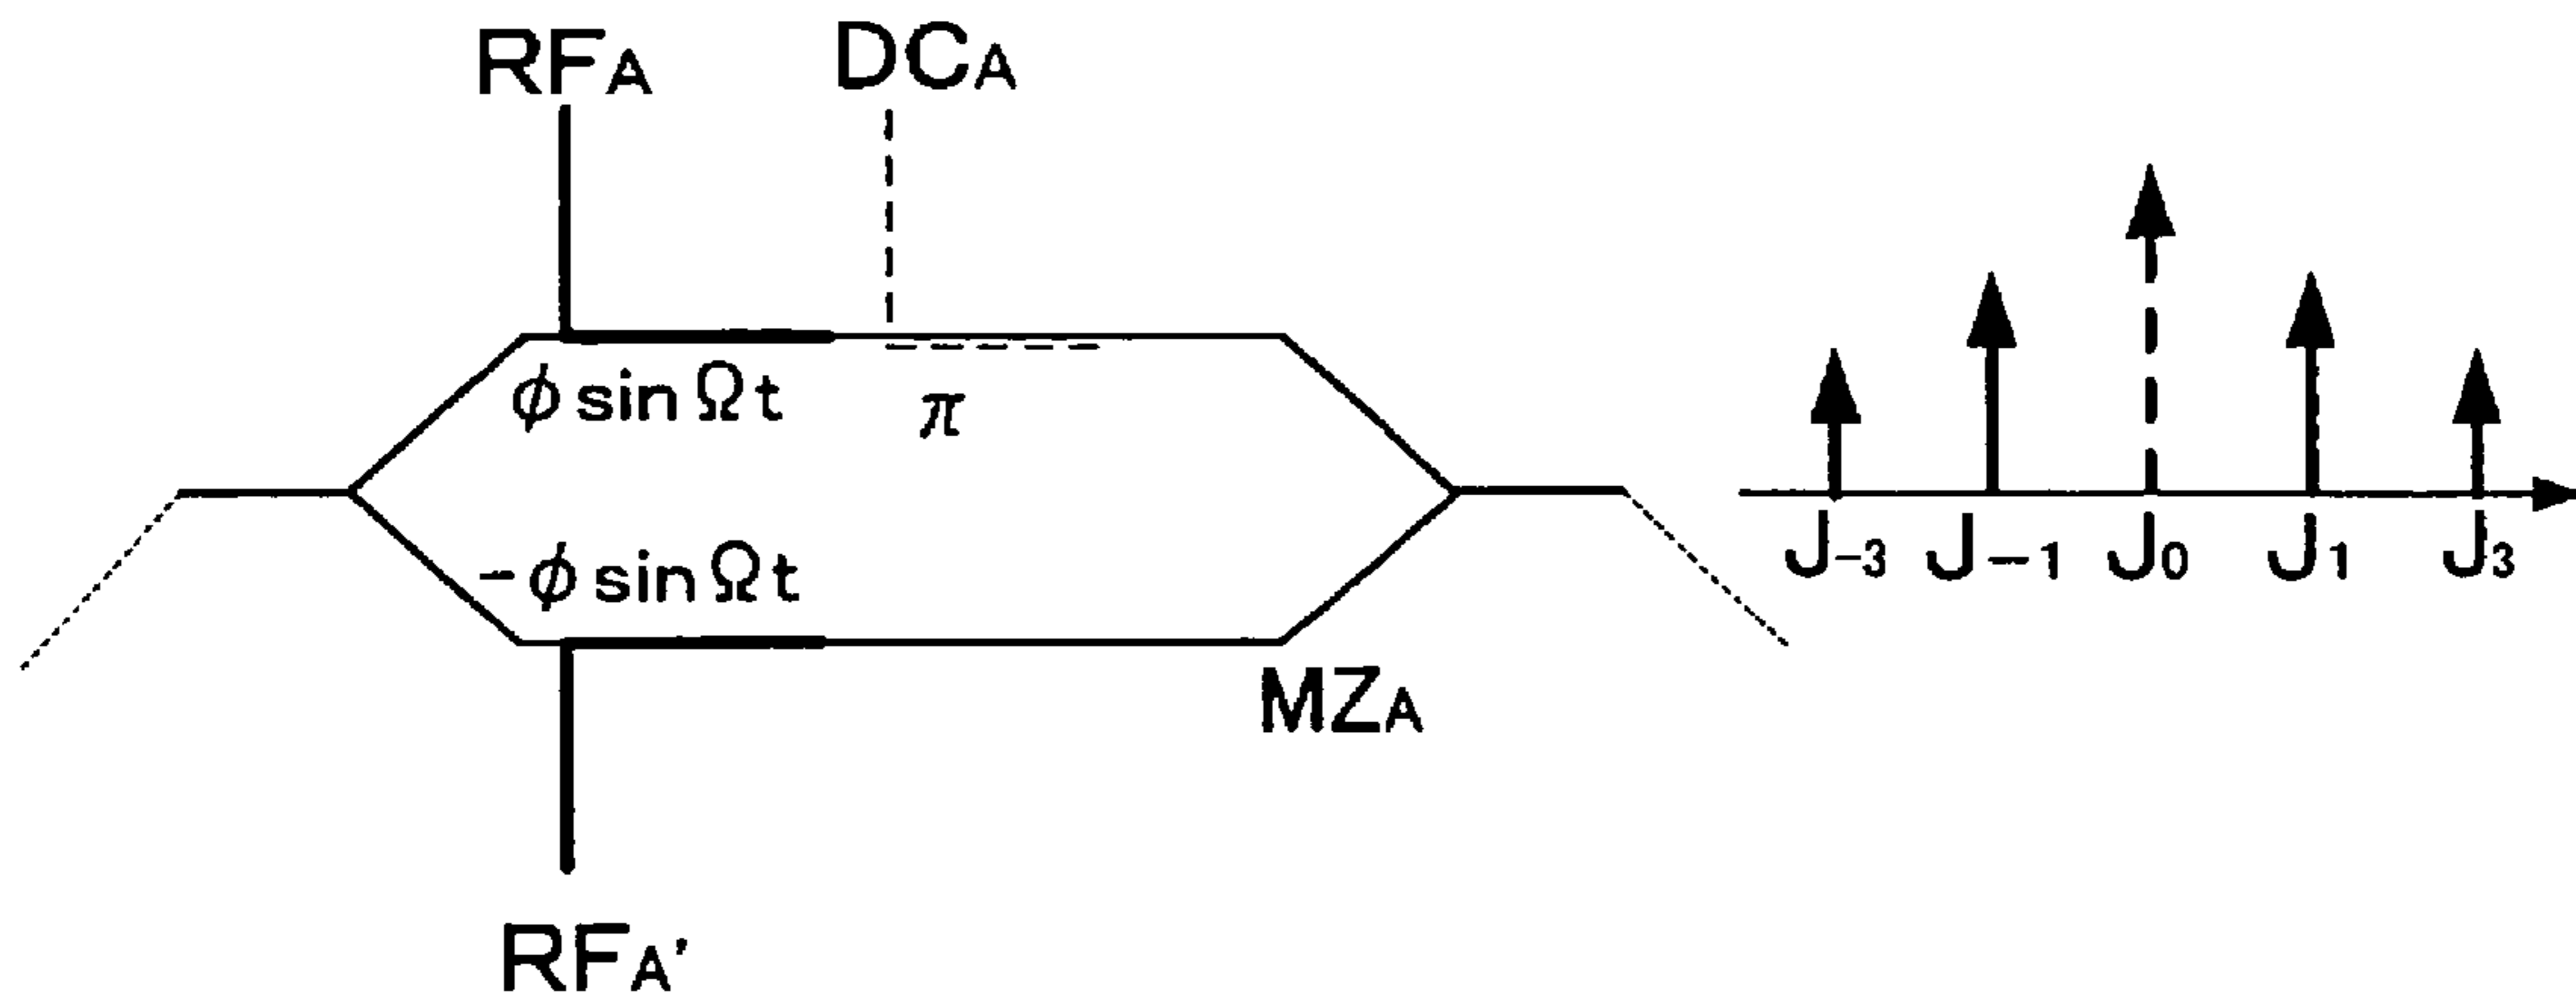 RFA DCA
ϕ sin Ωt π
-ϕ sin Ωt
J-3 J-1 J0 J1 J3
MZA
RFA'